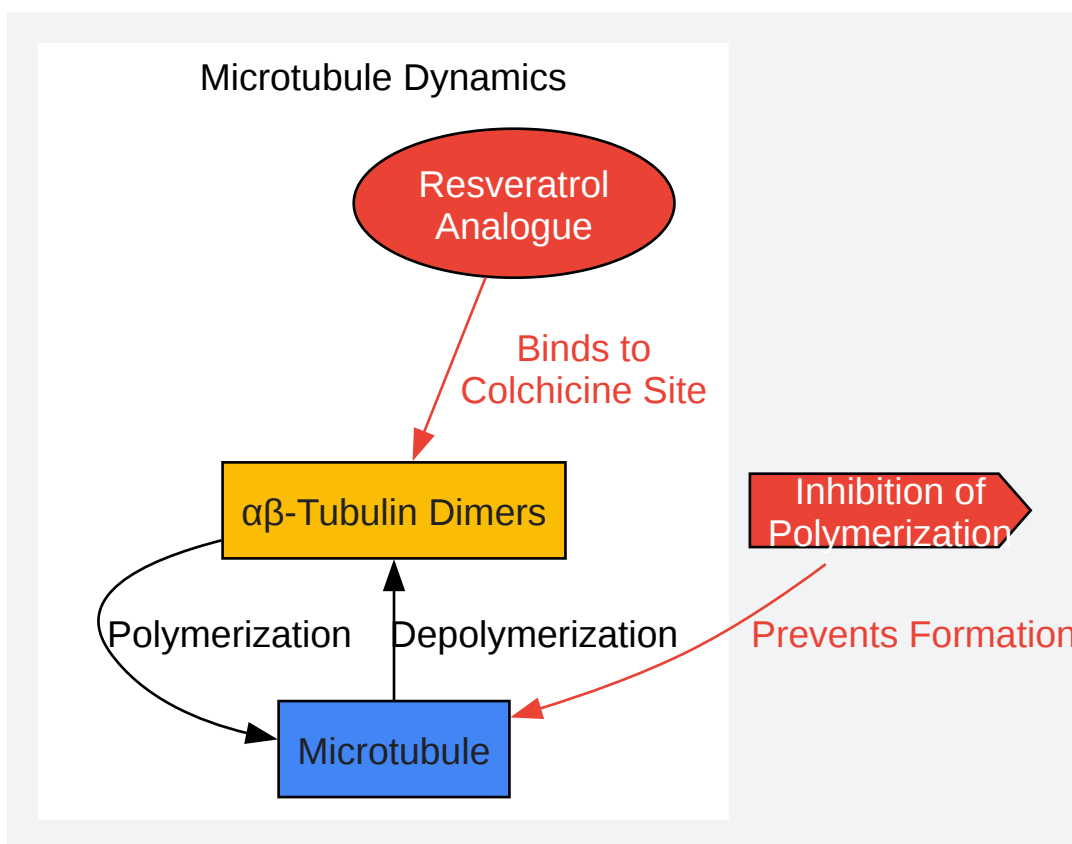 Microtubule Dynamics
Resveratrol
Analogue
Binds to
Colchicine Site
αβ-Tubulin Dimers
Inhibition of
Polymerization
Polymerization
Depolymerization
Prevents Formation
Microtubule